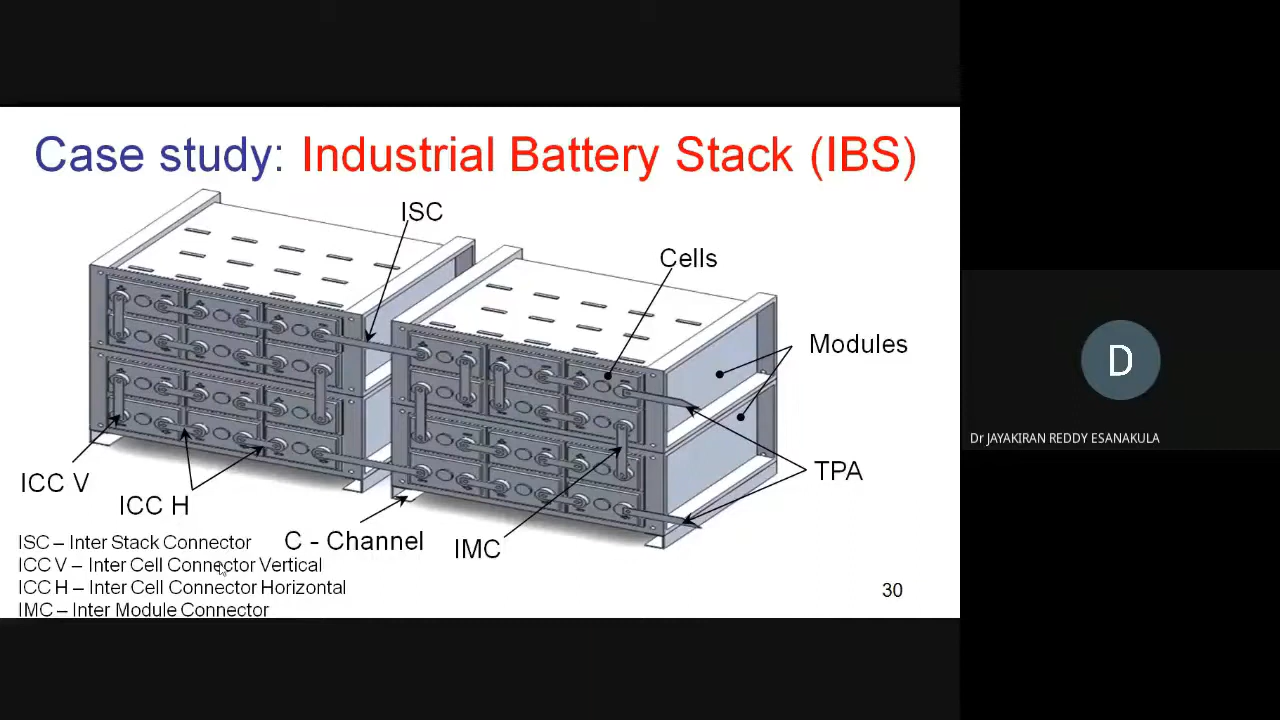 Case study: Industrial Battery Stack (IBS)
ISC
Cells
Modules
TPA
ICC V
ICC H
C - Channel
IMC
ISC – Inter Stack Connector
ICC V – Inter Cell Connector Vertical
ICC H – Inter Cell Connector Horizontal
IMC – Inter Module Connector
30
D
Dr JAYAKIRAN REDDY ESANAKULA